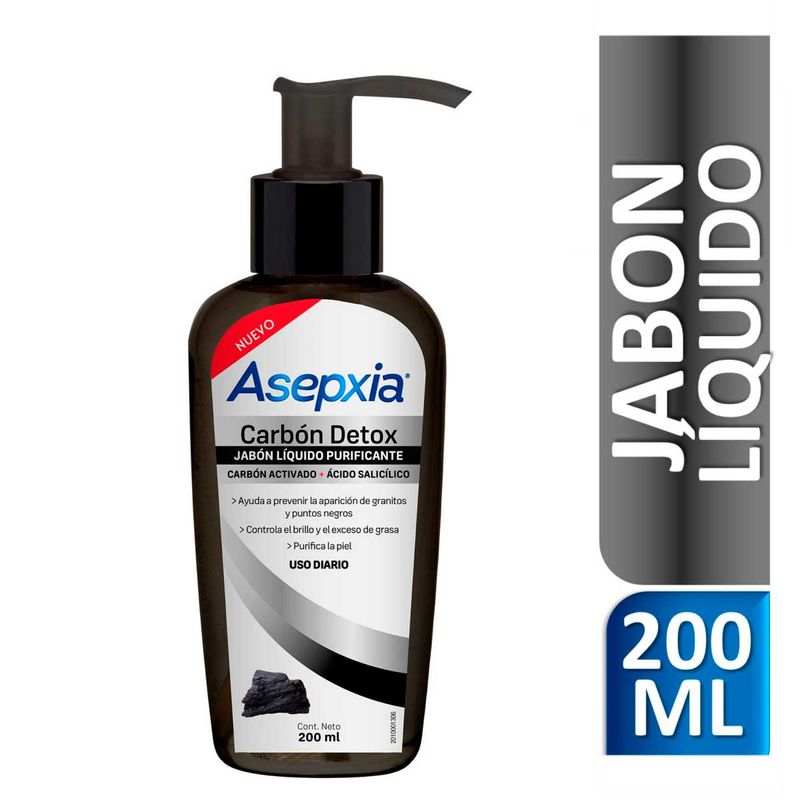 NUEVO
Asepxia®
Carbón Detox
JABÓN LÍQUIDO PURIFICANTE
CARBÓN ACTIVADO + ÁCIDO SALICÍLICO
> Ayuda a prevenir la aparición de granitos
y puntos negros
> Controla el brillo y el exceso de grasa
> Purifica la piel
USO DIARIO
Cont. Neto
200 ml
2010001306
JABON
LÍQUIDO
200
ML